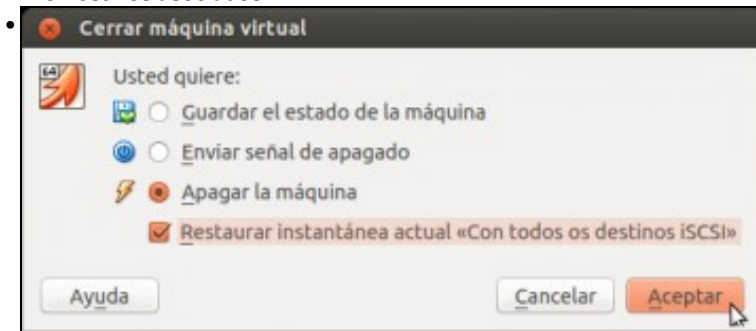 Cerrar máquina virtual
64
Usted quiere:
Guardar el estado de la máquina
Enviar señal de apagado
Apagar la máquina
Restaurar instantánea actual «Con todos os destinos iSCSI»
Ayuda
Cancelar
Aceptar